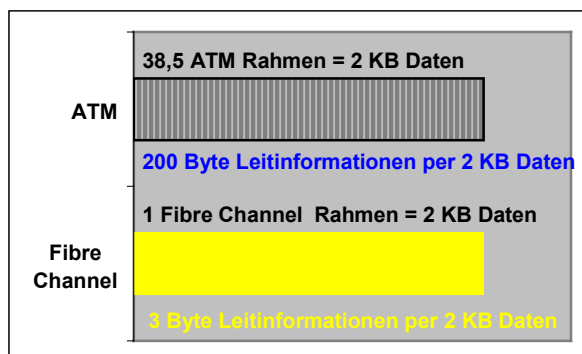 38,5 ATM Rahmen = 2 KB Daten
ATM
200 Byte Leitinformationen per 2 KB Daten
1 Fibre Channel Rahmen = 2 KB Daten
Fibre
Channel
3 Byte Leitinformationen per 2 KB Daten